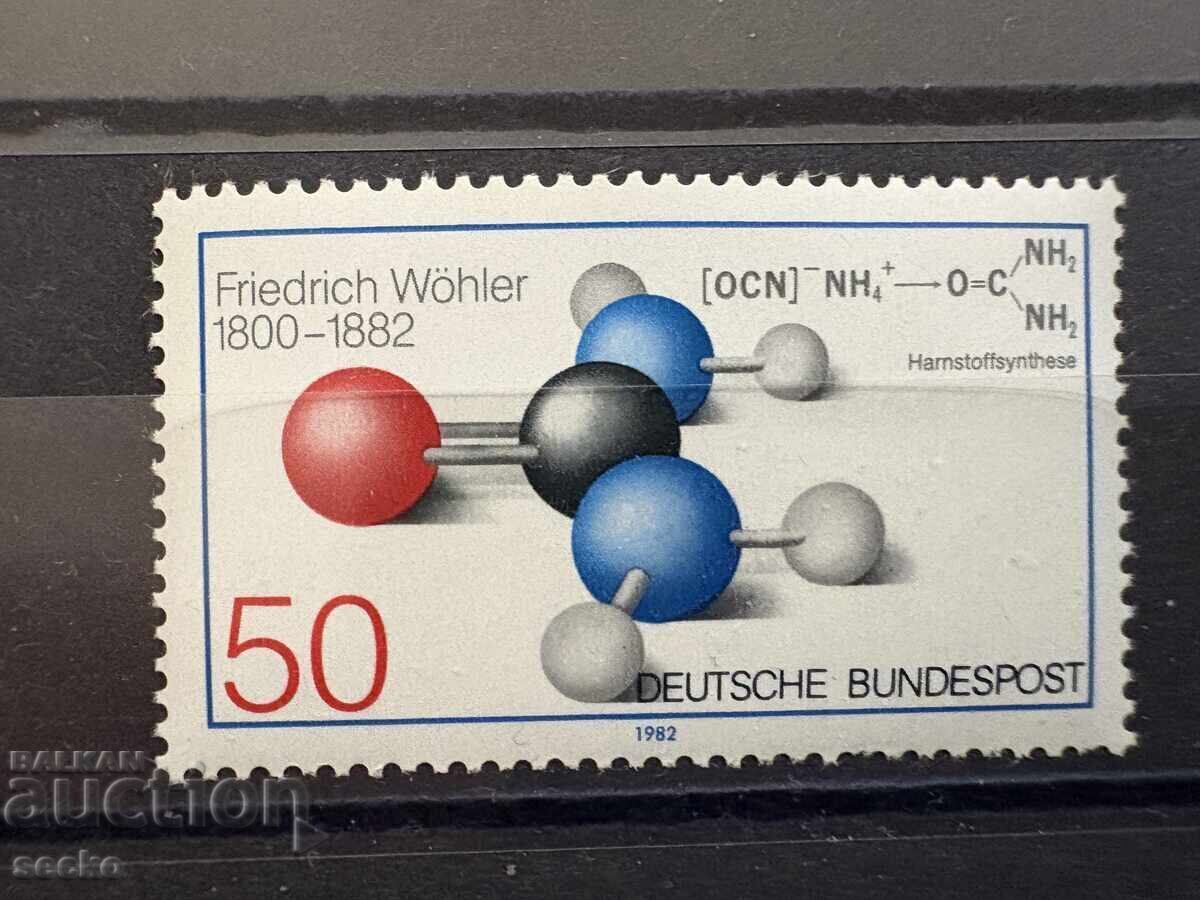 Friedrich Wöhler
1800-1882
[OCN]⁻NH₄⁺→O=C
NH₂
NH₂
Harnstoffsynthese
50
DEUTSCHE BUNDESPOST
1982
BALKAN
auction
secko